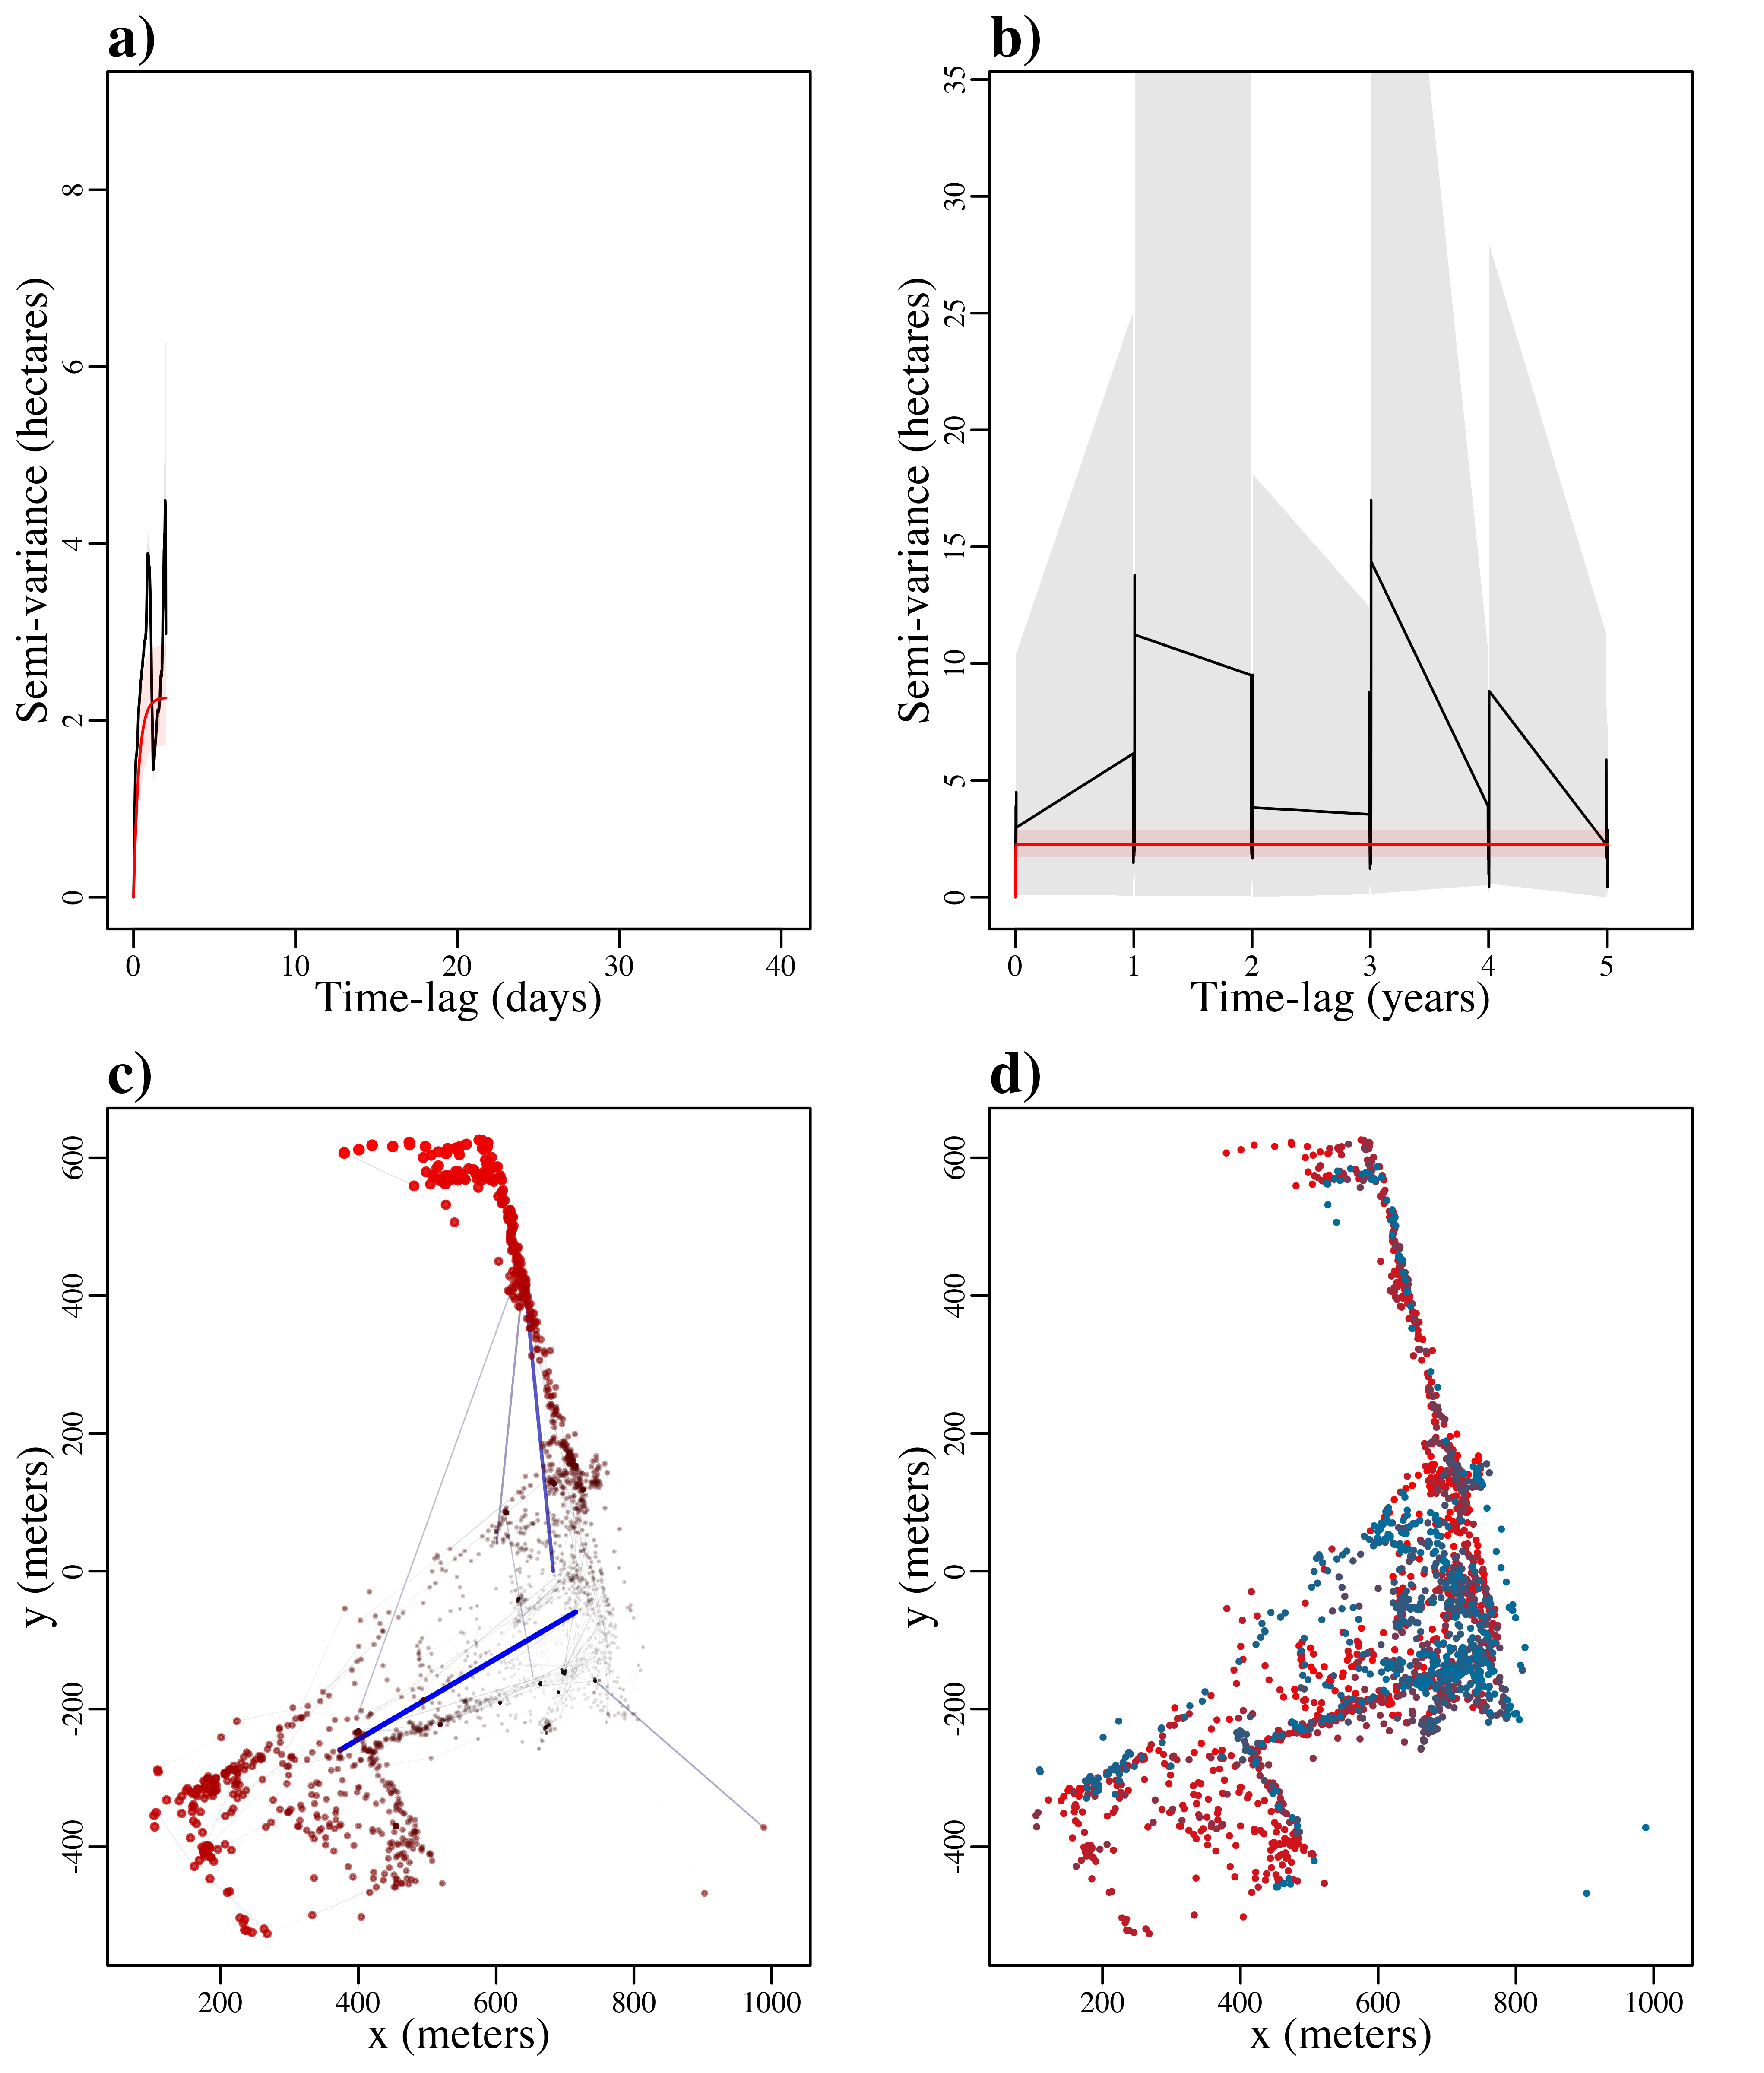 a)
Semi-variance (hectares)
0 2 4 6 8
0 10 20 30 40
Time-lag (days)
b)
Semi-variance (hectares)
0 5 10 15 20 25 30 35
0 1 2 3 4 5
Time-lag (years)
c)
y (meters)
-400 -200 0 200 400 600
200 400 600 800 1000
x (meters)
d)
y (meters)
-400 -200 0 200 400 600
200 400 600 800 1000
x (meters)